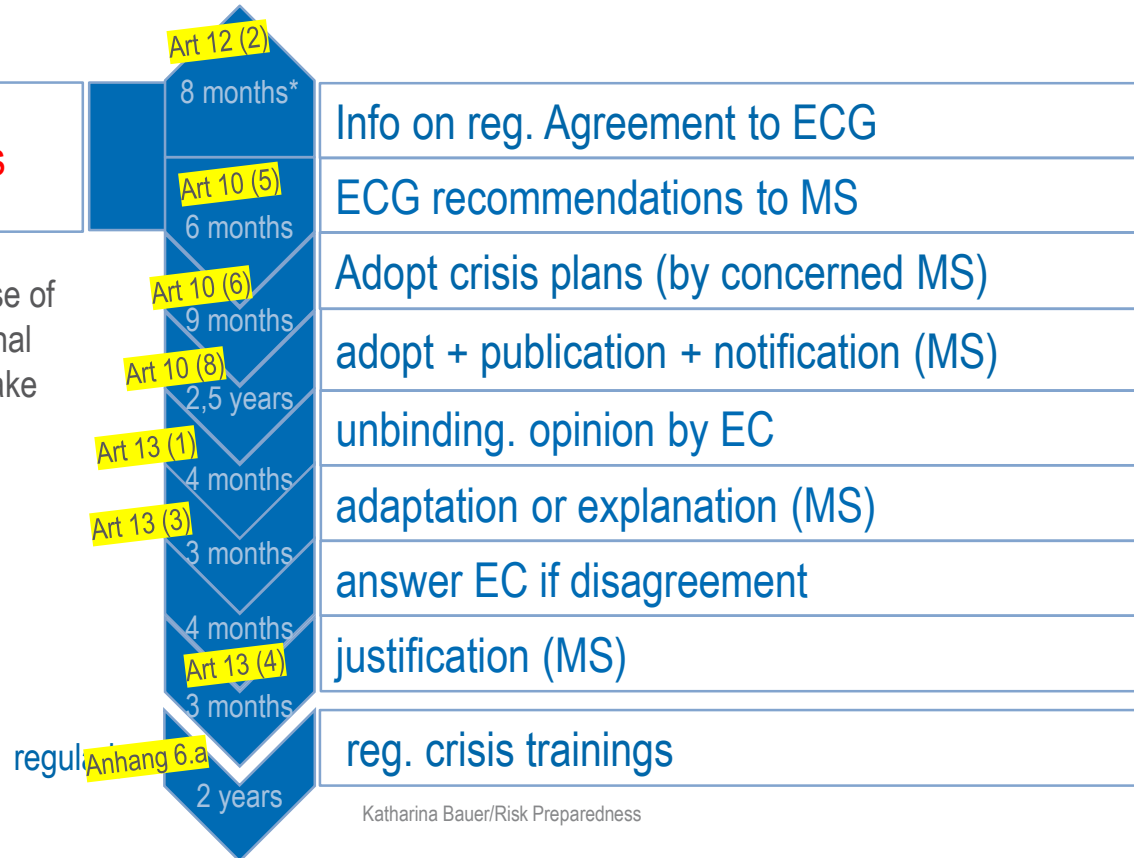 Art 12 (2)
8 months*
Info on reg. Agreement to ECG
Art 10 (5)
6 months
ECG recommendations to MS
Art 10 (6)
9 months
Adopt crisis plans (by concerned MS)
Art 10 (8)
2,5 years
adopt + publication + notification (MS)
Art 13 (1)
4 months
unbinding. opinion by EC
Art 13 (3)
3 months
adaptation or explanation (MS)
4 months
answer EC if disagreement
Art 13 (4)
3 months
justification (MS)
Anhang 6.a
2 years
reg. crisis trainings
Katharina Bauer/Risk Preparedness